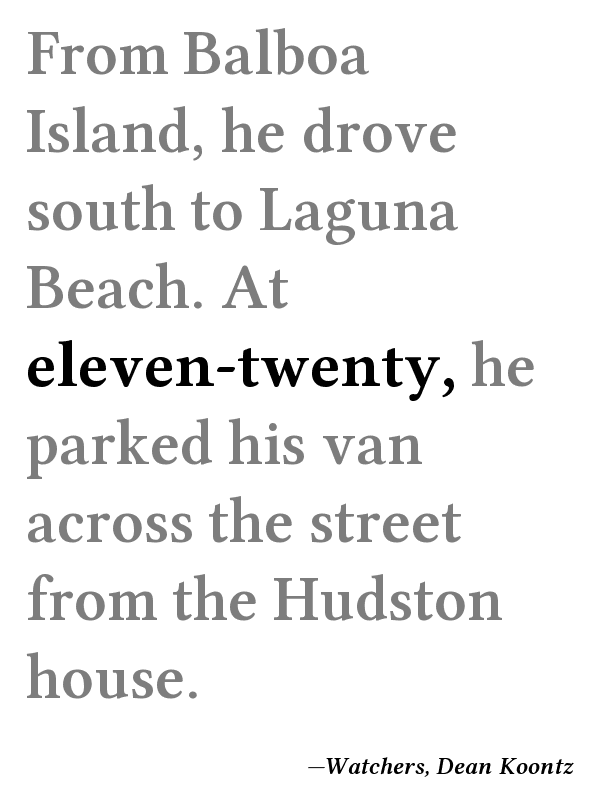 From Balboa
Island, he drove
south to Laguna
Beach. At
eleven-twenty, he
parked his van
across the street
from the Hudston
house.
—Watchers, Dean Koontz